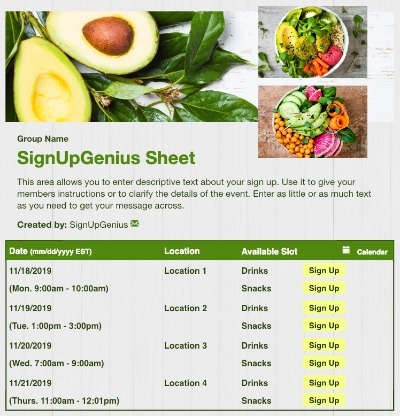 Group Name
SignUpGenius Sheet
This area allows you to enter descriptive text about your sign up. Use it to give your
members instructions or to clarify the details of the event. Enter as little or as much text
as you need to get your message across.
Created by: SignUpGenius
Date (mm/dd/yyyy EST) Location Available Slot Calendar
11/18/2019 Location 1 Drinks Sign Up
(Mon. 9:00am - 10:00am) Snacks Sign Up
11/19/2019 Location 2 Drinks Sign Up
(Tue. 1:00pm - 3:00pm) Snacks Sign Up
11/20/2019 Location 3 Drinks Sign Up
(Wed. 7:00am - 9:00am) Snacks Sign Up
11/21/2019 Location 4 Drinks Sign Up
(Thurs. 11:00am - 12:01pm) Snacks Sign Up